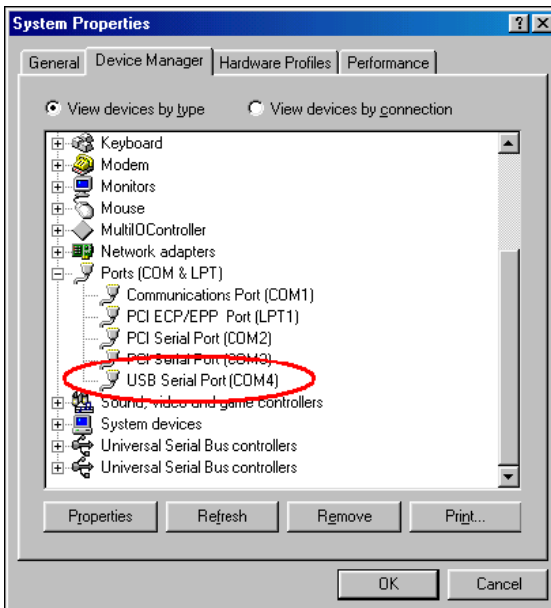 System Properties
General Device Manager Hardware Profiles Performance
View devices by type View devices by connection
Keyboard
Modem
Monitors
Mouse
MultiIOController
Network adapters
Ports (COM & LPT)
Communications Port (COM1)
PCI ECP/EPP Port (LPT1)
PCI Serial Port (COM2)
PCI Serial Port (COM3)
USB Serial Port (COM4)
Sound, video and game controllers
System devices
Universal Serial Bus controllers
Universal Serial Bus controllers
Properties Refresh Remove Print...
OK Cancel